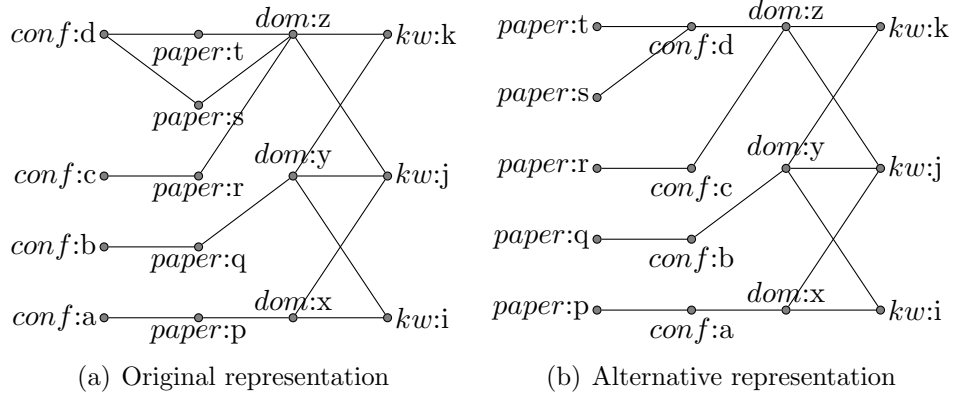 conf:d
paper:t
dom:z
kw:k
paper:s
conf:c
paper:r
dom:y
kw:j
conf:b
paper:q
conf:a
paper:p
dom:x
kw:i
(a) Original representation
paper:t
conf:d
dom:z
kw:k
paper:s
paper:r
conf:c
dom:y
kw:j
paper:q
conf:b
paper:p
conf:a
dom:x
kw:i
(b) Alternative representation